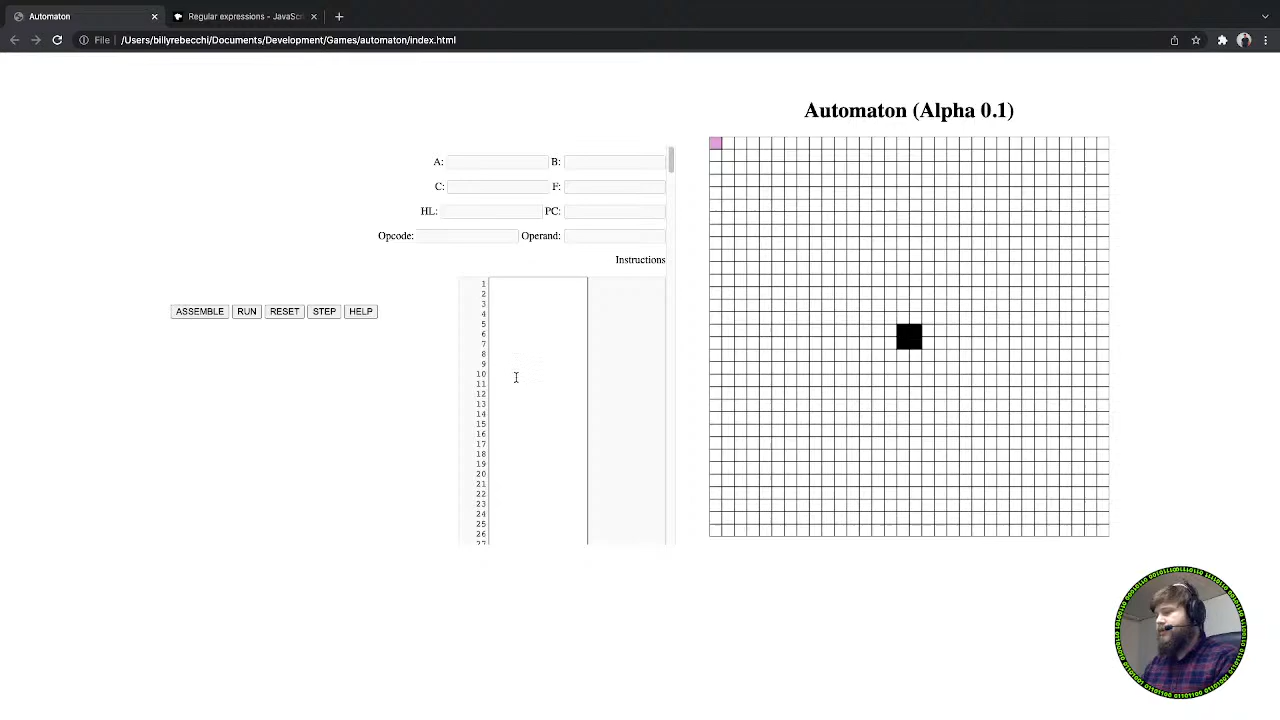 Automaton
Regular expressions - JavaSc
File
/Users/billyrebecchi/Documents/Development/Games/automaton/index.html
Automaton (Alpha 0.1)
A:
B:
C:
F:
HL:
PC:
Opcode:
Operand:
Instructions
ASSEMBLE
RUN
RESET
STEP
HELP
1
2
3
4
5
6
7
8
9
10
11
12
13
14
15
16
17
18
19
20
21
22
23
24
25
26
27